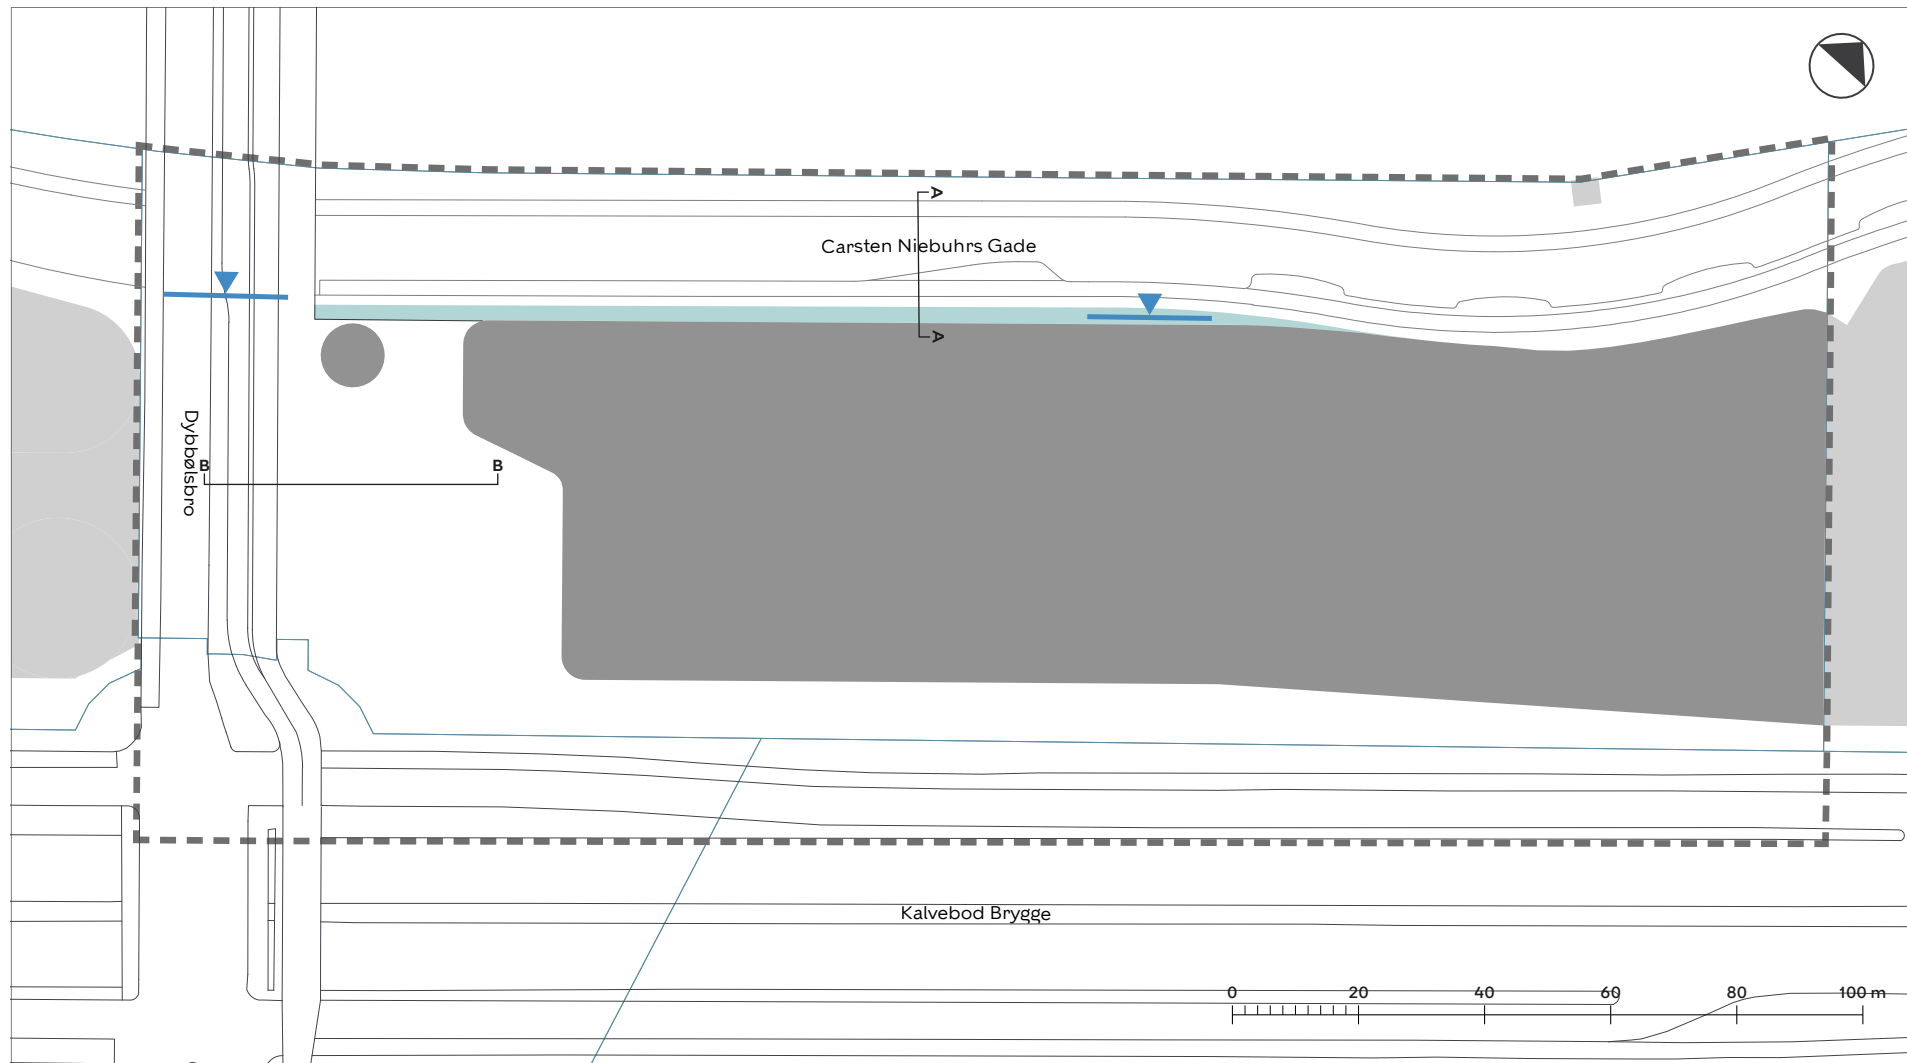 A
Carsten Niebuhrs Gade
A
Dybbølsbro
B
B
Kalvebod Brygge
0 20 40 60 80 100 m